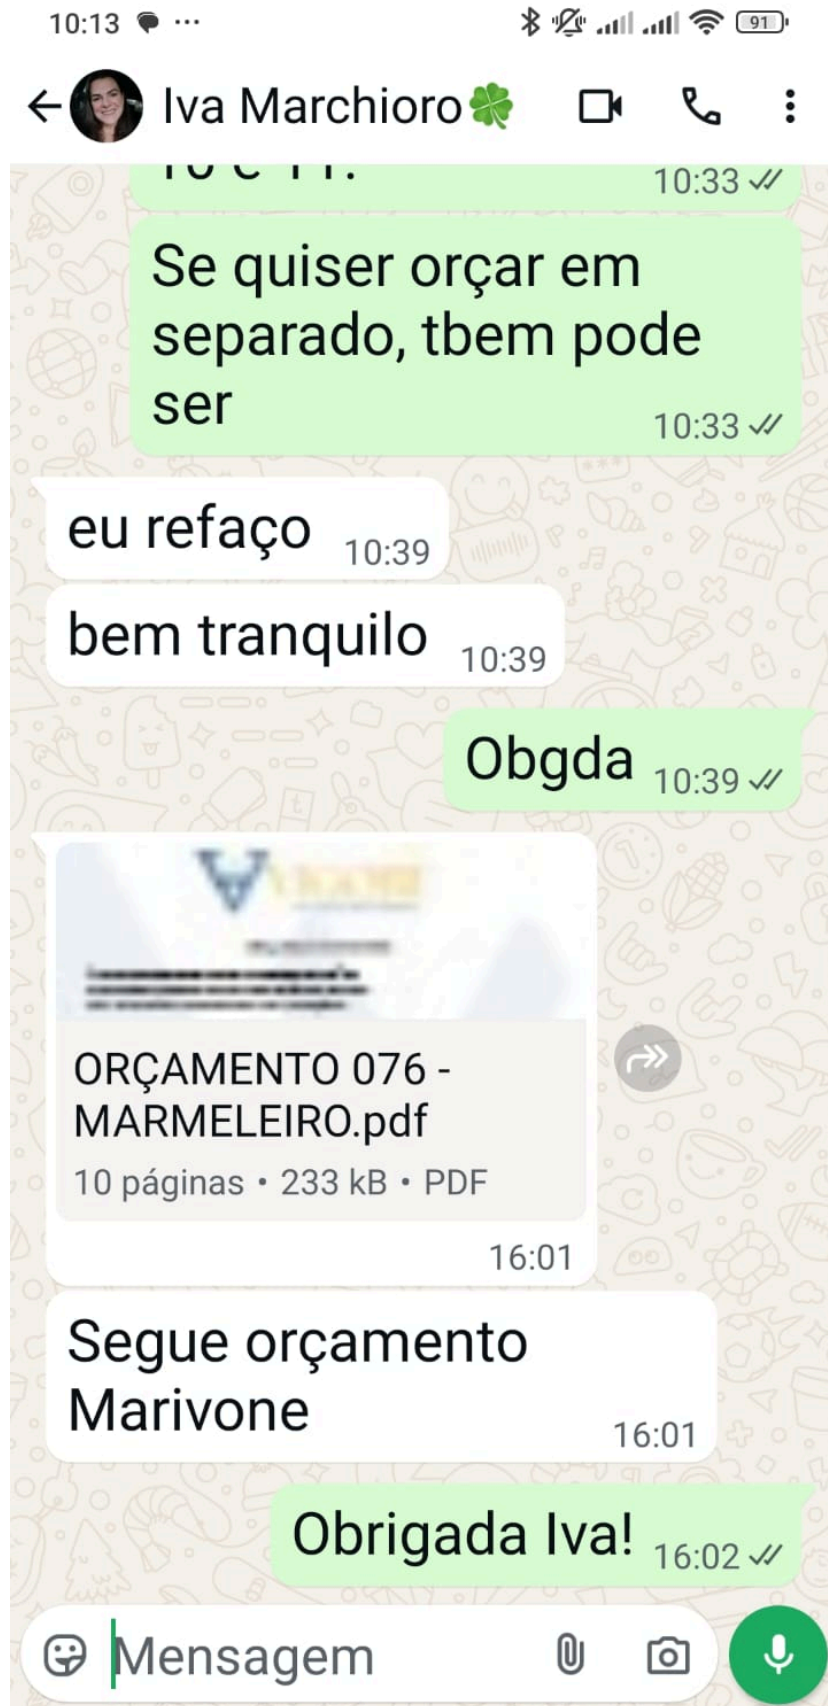 10:13
91
Iva Marchioro🍀
10:33
Se quiser orçar em
separado, tbem pode
ser
10:33
eu refaço
10:39
bem tranquilo
10:39
Obgda
10:39
ORÇAMENTO 076 -
MARMELEIRO.pdf
10 páginas • 233 kB • PDF
16:01
Segue orçamento
Marivone
16:01
Obrigada Iva!
16:02
Mensagem